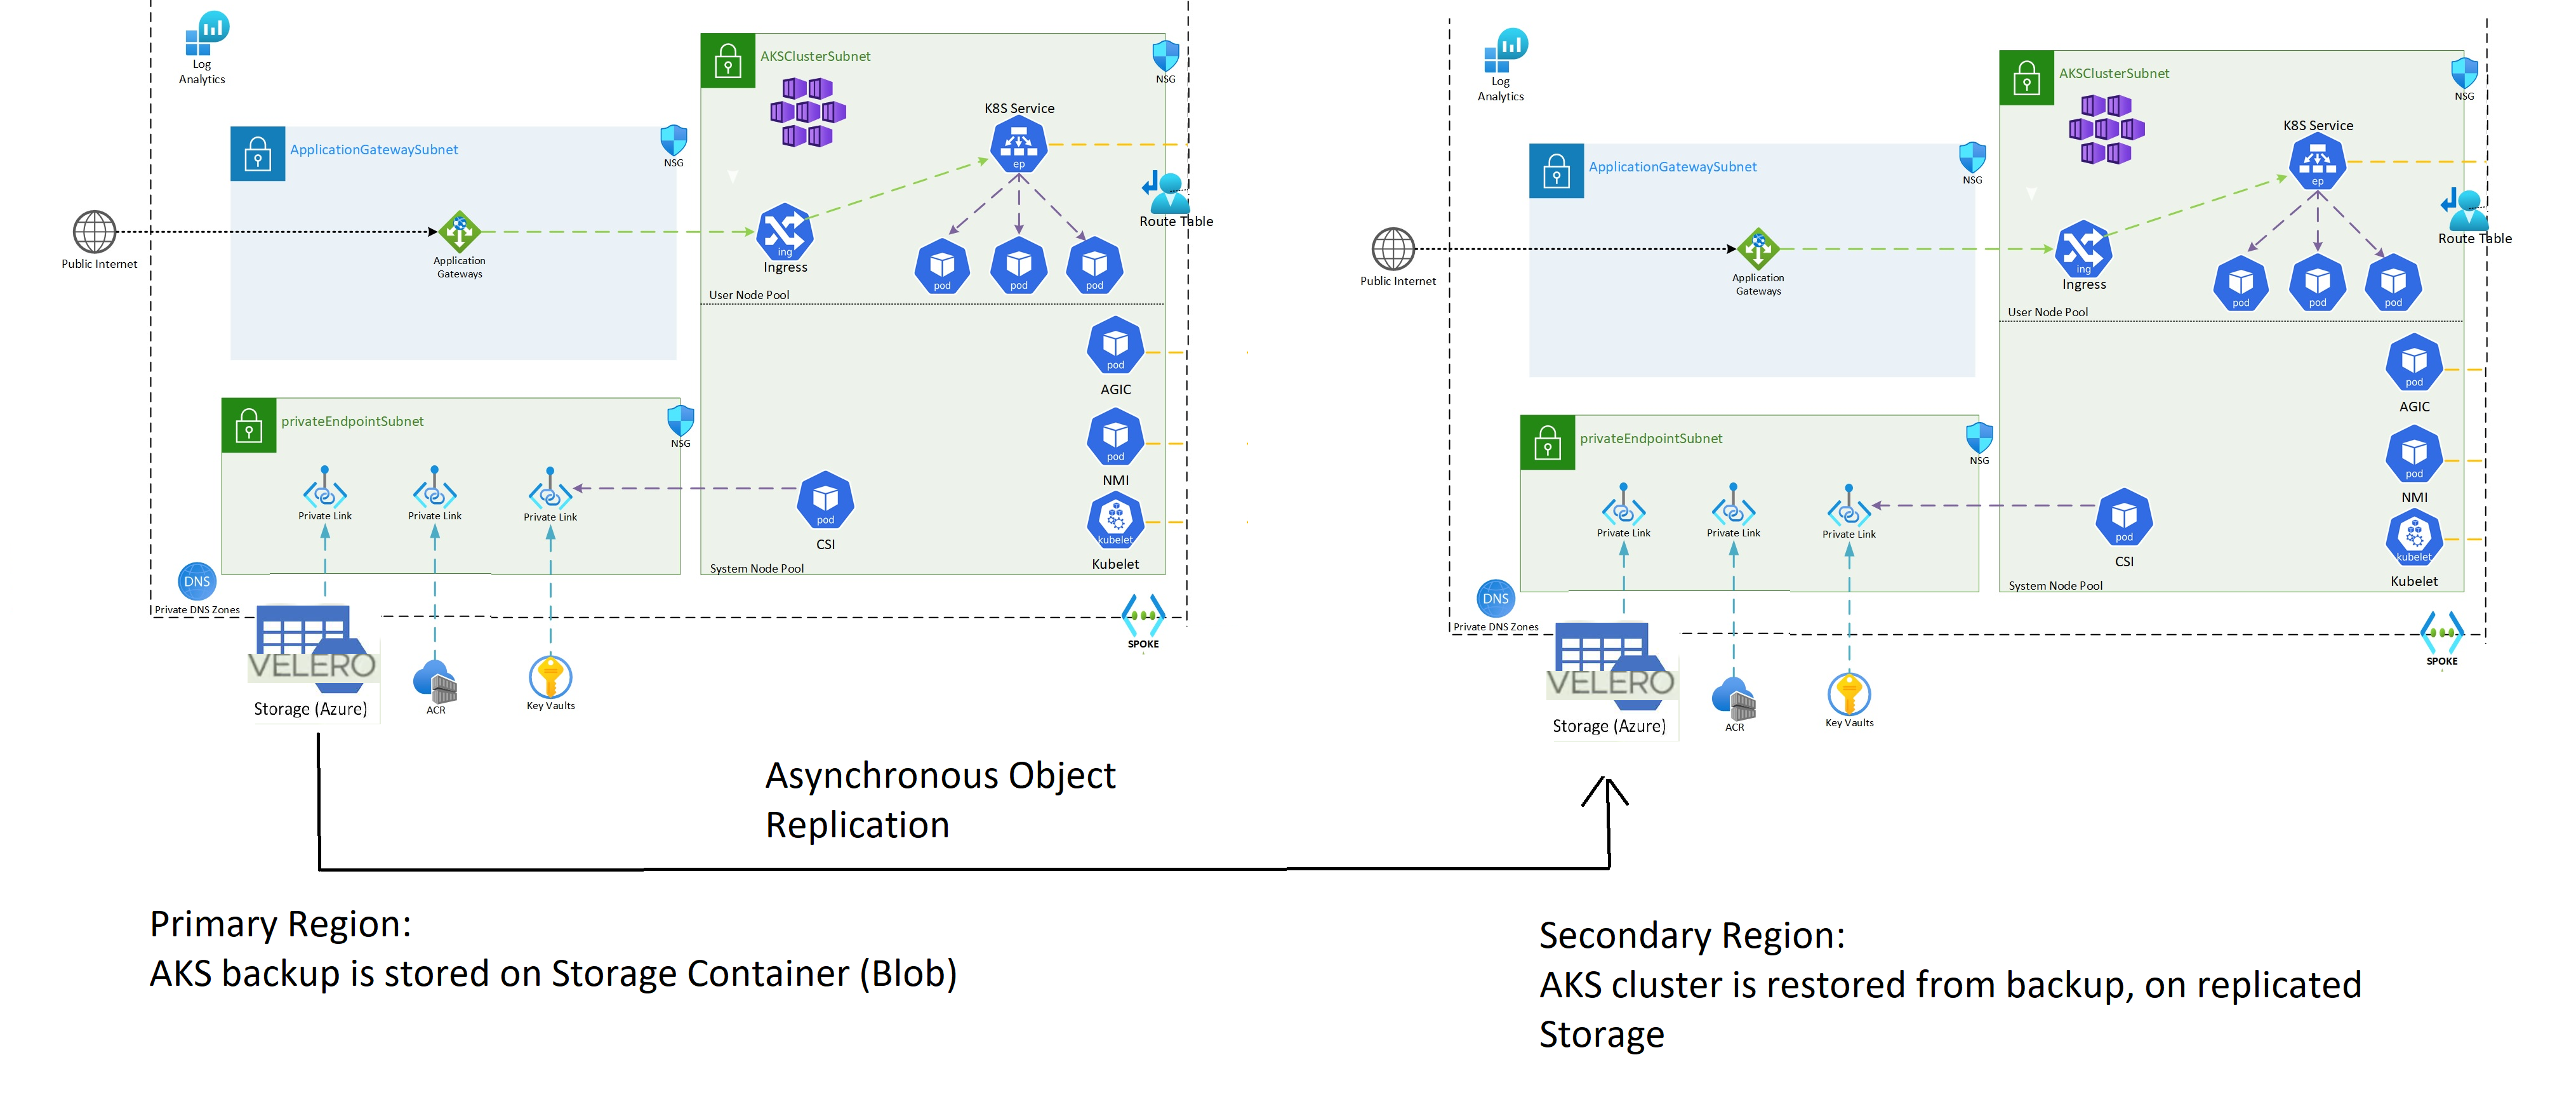 Log
Analytics
AKSClusterSubnet
NSG
K8S Service
ep
ApplicationGatewaySubnet
NSG
Route Table
Public Internet
Application
Gateways
ing
Ingress
pod
pod
pod
User Node Pool
pod
AGIC
privateEndpointSubnet
NSG
pod
NMI
Private Link
Private Link
Private Link
pod
CSI
kubelet
Kubelet
System Node Pool
DNS
Private DNS Zones
SPOKE
VELERO
Storage (Azure)
ACR
Key Vaults
Log
Analytics
AKSClusterSubnet
NSG
K8S Service
ep
ApplicationGatewaySubnet
NSG
Route Table
Public Internet
Application
Gateways
ing
Ingress
pod
pod
pod
User Node Pool
pod
AGIC
privateEndpointSubnet
NSG
pod
NMI
Private Link
Private Link
Private Link
pod
CSI
kubelet
Kubelet
System Node Pool
DNS
Private DNS Zones
SPOKE
VELERO
Storage (Azure)
ACR
Key Vaults
Asynchronous Object
Replication
Primary Region:
AKS backup is stored on Storage Container (Blob)
Secondary Region:
AKS cluster is restored from backup, on replicated
Storage